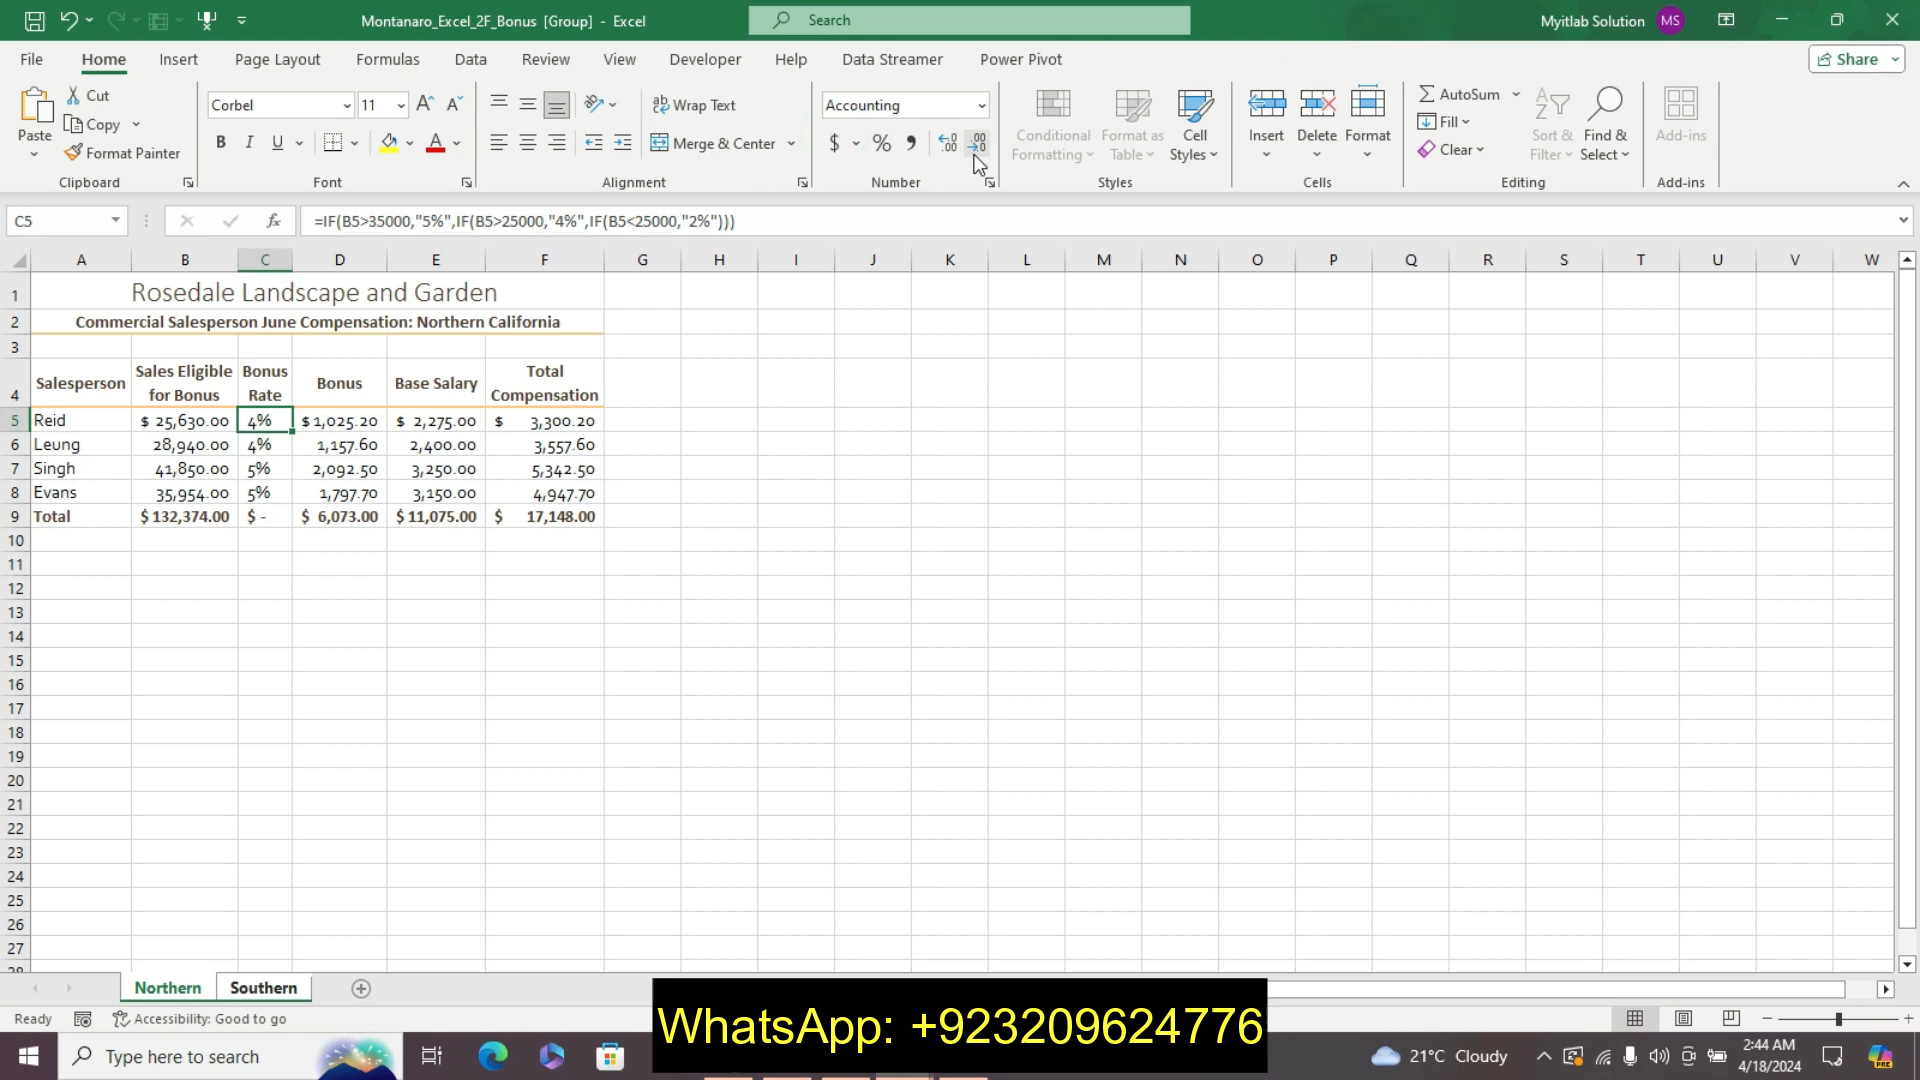 Montanaro_Excel_2F_Bonus [Group] - Excel
Search
Myitlab Solution MS
File Home Insert Page Layout Formulas Data Review View Developer Help Data Streamer Power Pivot Share
Paste
Cut
Copy
Format Painter
Clipboard
Corbel 11
B I U
Font
Wrap Text
Merge & Center
Alignment
Accounting
$ % ,
Number
Conditional Formatting
Format as Table
Cell Styles
Styles
Insert Delete Format
Cells
AutoSum
Fill
Clear
Sort & Filter
Find & Select
Editing
Add-ins
Add-ins
C5 fx =IF(B5>35000,"5%",IF(B5>25000,"4%",IF(B5<25000,"2%")))
A B C D E F G H I J K L M N O P Q R S T U V W
1 Rosedale Landscape and Garden
2 Commercial Salesperson June Compensation: Northern California
3
4 Salesperson Sales Eligible for Bonus Bonus Rate Bonus Base Salary Total Compensation
5 Reid $ 25,630.00 4% $ 1,025.20 $ 2,275.00 $ 3,300.20
6 Leung 28,940.00 4% 1,157.60 2,400.00 3,557.60
7 Singh 41,850.00 5% 2,092.50 3,250.00 5,342.50
8 Evans 35,954.00 5% 1,797.70 3,150.00 4,947.70
9 Total $ 132,374.00 $ - $ 6,073.00 $ 11,075.00 $ 17,148.00
10
11
12
13
14
15
16
17
18
19
20
21
22
23
24
25
26
27
28
Northern Southern
Ready Accessibility: Good to go
WhatsApp: +923209624776
Type here to search
21°C Cloudy
2:44 AM
4/18/2024